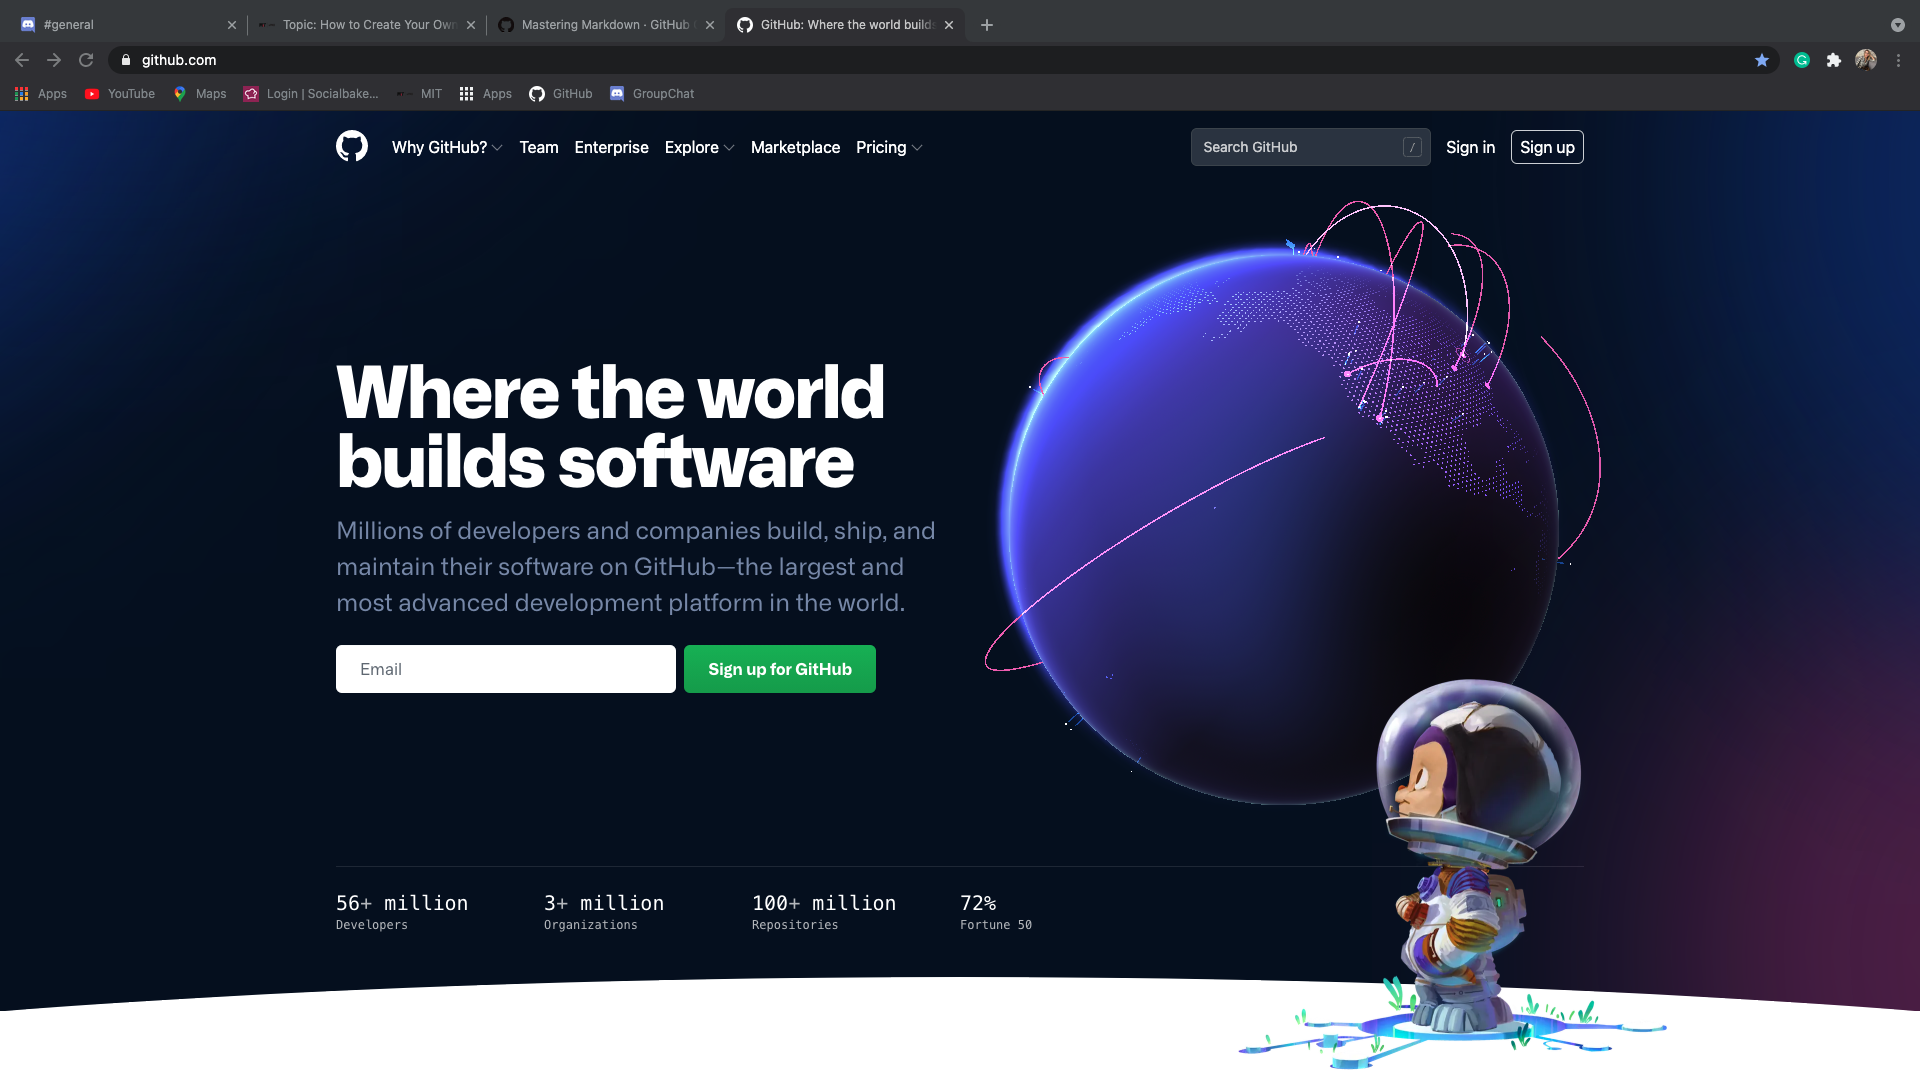 #general
Topic: How to Create Your Own
Mastering Markdown · GitHub
GitHub: Where the world builds
github.com
Apps
YouTube
Maps
Login | Socialbake...
MIT
Apps
GitHub
GroupChat
Why GitHub?
Team
Enterprise
Explore
Marketplace
Pricing
Search GitHub
/
Sign in
Sign up
Where the world
builds software
Millions of developers and companies build, ship, and
maintain their software on GitHub—the largest and
most advanced development platform in the world.
Email
Sign up for GitHub
56+ million
Developers
3+ million
Organizations
100+ million
Repositories
72%
Fortune 50